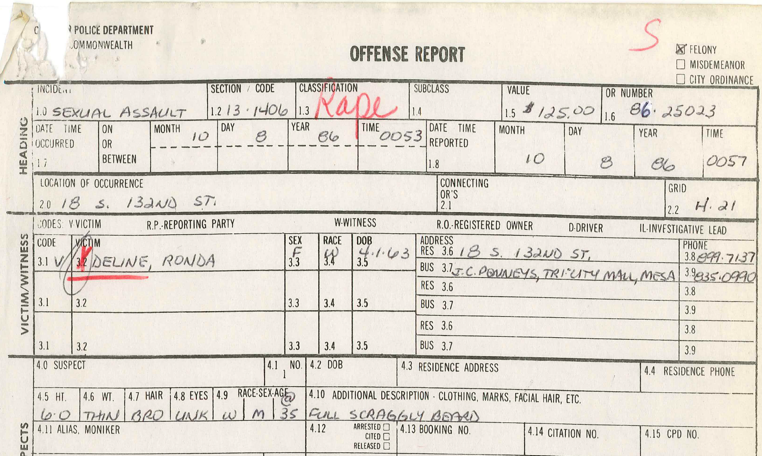 POLICE DEPARTMENT
COMMONWEALTH
OFFENSE REPORT
S
☒ FELONY
☐ MISDEMEANOR
☐ CITY ORDINANCE
HEADING
INCIDENT SECTION / CODE CLASSIFICATION SUBCLASS VALUE OR NUMBER
1.0 SEXUAL ASSAULT 1.2 13-1406 1.3 Rape 1.4 1.5 $125.00 1.6 86-25023
DATE TIME OCCURRED ON OR BETWEEN MONTH DAY YEAR TIME DATE TIME REPORTED MONTH DAY YEAR TIME
1.7 10 8 86 0053 1.8 10 8 86 0057
LOCATION OF OCCURRENCE CONNECTING OR'S GRID
2.0 18 S. 132ND ST. 2.1 2.2 H.21
VICTIM/WITNESS
CODES V-VICTIM R.P.-REPORTING PARTY W-WITNESS R.O.-REGISTERED OWNER D-DRIVER IL-INVESTIGATIVE LEAD
CODE VICTIM SEX RACE DOB ADDRESS PHONE
3.1 V 3.2 DELINE, RONDA 3.3 F 3.4 W 3.5 4.1.63 RES 3.6 18 S. 132ND ST. 3.8 899.7137
BUS 3.7 J.C. PENNEYS, TRI-CITY MALL, MESA 3.9 835.0990
3.1 3.2 3.3 3.4 3.5 RES 3.6 3.8
BUS 3.7 3.9
RES 3.6 3.8
3.1 3.2 3.3 3.4 3.5 BUS 3.7 3.9
4.0 SUSPECT 4.1 NO. 1 4.2 DOB 4.3 RESIDENCE ADDRESS 4.4 RESIDENCE PHONE
4.5 HT. 4.6 WT. 4.7 HAIR 4.8 EYES 4.9 RACE-SEX-AGE 4.10 ADDITIONAL DESCRIPTION - CLOTHING, MARKS, FACIAL HAIR, ETC.
6.0 THIN BRO UNK W M @ 35 FULL SCRAGGLY BEARD
4.11 ALIAS, MONIKER 4.12 ARRESTED ☐ 4.13 BOOKING NO. 4.14 CITATION NO. 4.15 CPD NO.
CITED ☐
RELEASED ☐